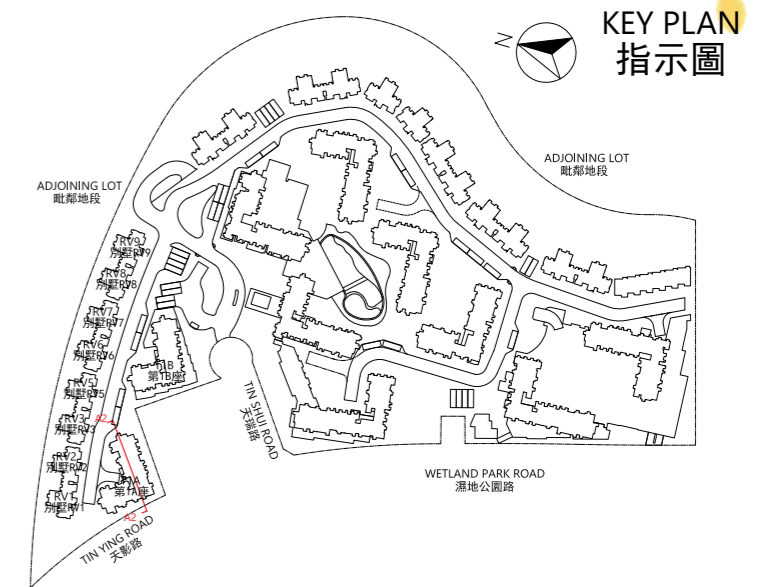 KEY PLAN
指示圖
N
ADJOINING LOT
毗鄰地段
ADJOINING LOT
毗鄰地段
RV9
別墅RV9
RV8
別墅RV8
RV7
別墅RV7
RV6
別墅RV6
RV5
別墅RV5
RV3
別墅RV3
RV2
別墅RV2
RV1
別墅RV1
第1B座
第1A座
A2
A2
TIN SHUI ROAD
天瑞路
WETLAND PARK ROAD
濕地公園路
TIN YING ROAD
天影路